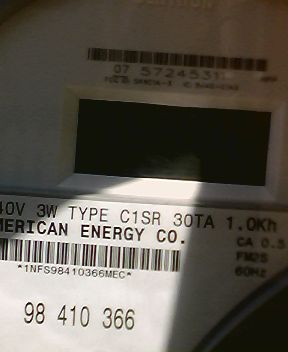 07 5724531
40V 3W TYPE C1SR 30TA 1.0Kh
MERICAN ENERGY CO.
CA 0.5
FM2S
60Hz
*1NFS98410366MEC*
98 410 366